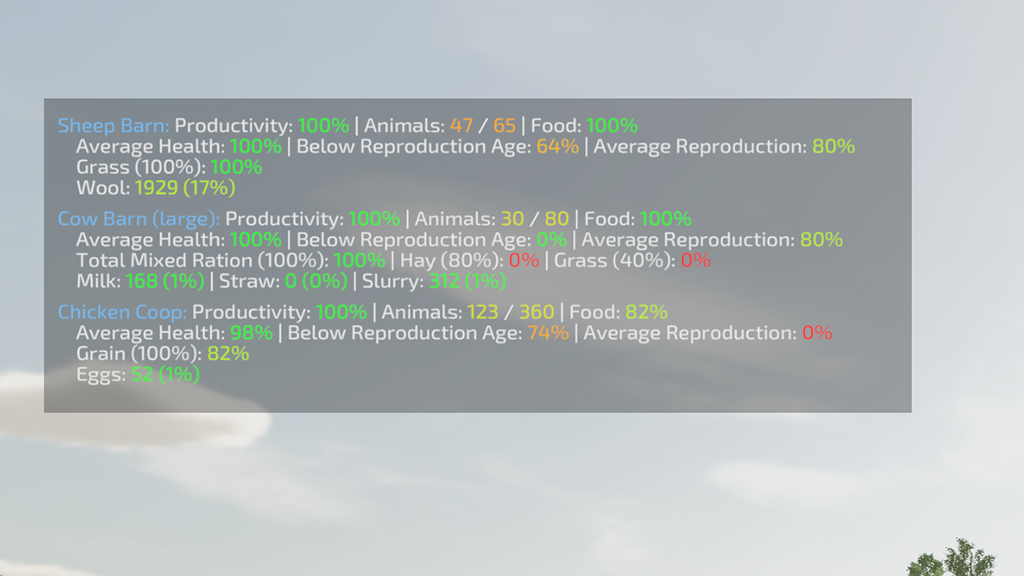 Sheep Barn: Productivity: 100% | Animals: 47 / 65 | Food: 100%
Average Health: 100% | Below Reproduction Age: 64% | Average Reproduction: 80%
Grass (100%): 100%
Wool: 1929 (17%)
Cow Barn (large): Productivity: 100% | Animals: 30 / 80 | Food: 100%
Average Health: 100% | Below Reproduction Age: 0% | Average Reproduction: 80%
Total Mixed Ration (100%): 100% | Hay (80%): 0% | Grass (40%): 0%
Milk: 168 (1%) | Straw: 0 (0%) | Slurry: 312 (1%)
Chicken Coop: Productivity: 100% | Animals: 123 / 360 | Food: 82%
Average Health: 98% | Below Reproduction Age: 74% | Average Reproduction: 0%
Grain (100%): 82%
Eggs: 52 (1%)